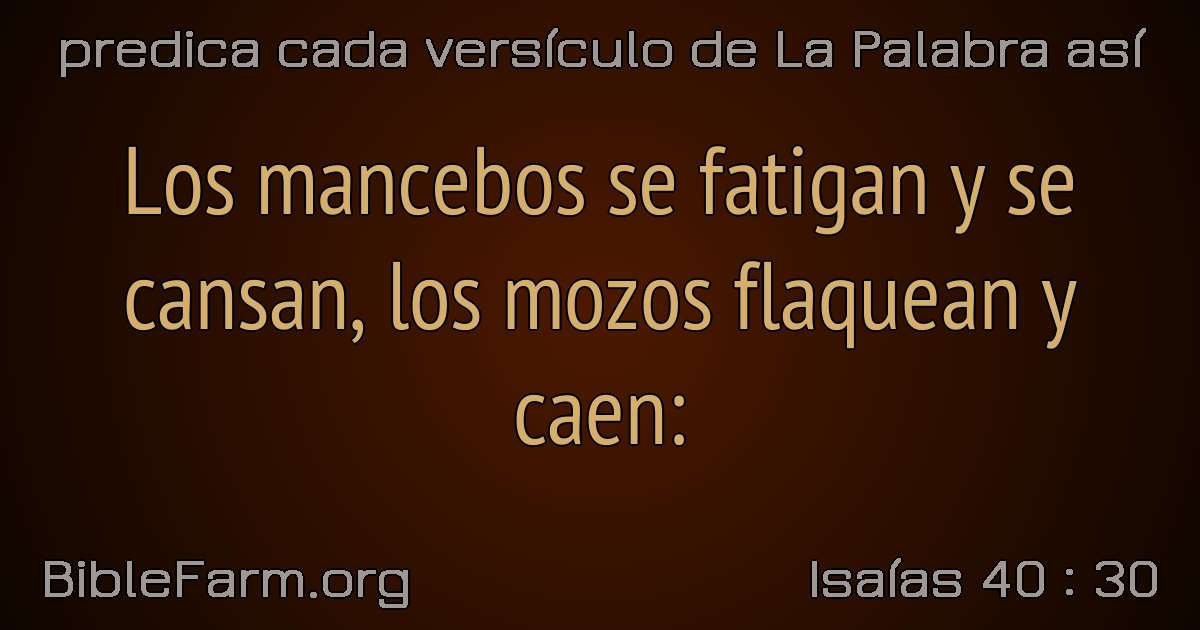 predica cada versículo de La Palabra así
Los mancebos se fatigan y se
cansan, los mozos flaquean y
caen:
BibleFarm.org
Isaías 40 : 30